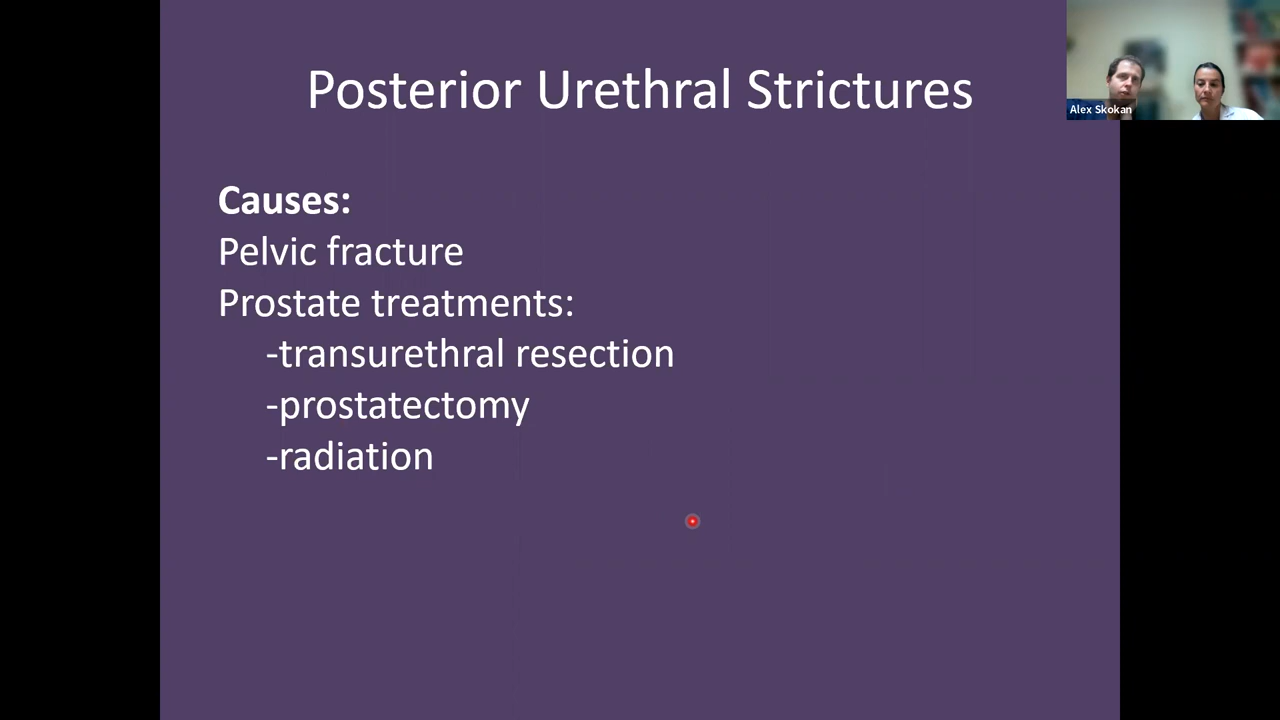 Posterior Urethral Strictures
Alex Skokan
Causes:
Pelvic fracture
Prostate treatments:
-transurethral resection
-prostatectomy
-radiation